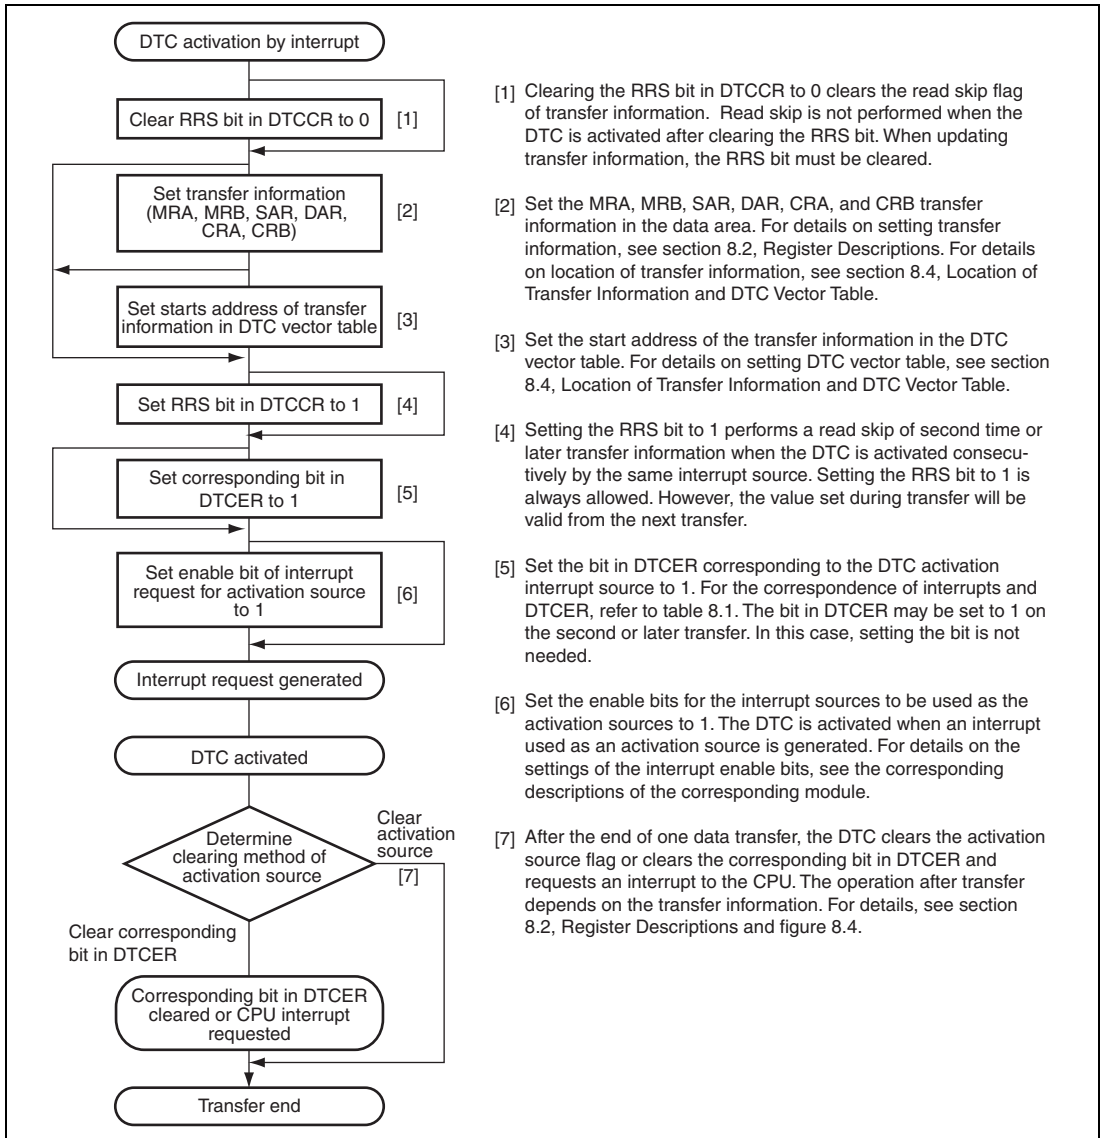 DTC activation by interrupt
Clear RRS bit in DTCCR to 0
[1]
Set transfer information
(MRA, MRB, SAR, DAR,
CRA, CRB)
[2]
Set starts address of transfer
information in DTC vector table
[3]
Set RRS bit in DTCCR to 1
[4]
Set corresponding bit in
DTCER to 1
[5]
Set enable bit of interrupt
request for activation source
to 1
[6]
Interrupt request generated
DTC activated
Determine
clearing method of
activation source
Clear
activation
source
[7]
Clear corresponding
bit in DTCER
Corresponding bit in DTCER
cleared or CPU interrupt
requested
Transfer end
[1] Clearing the RRS bit in DTCCR to 0 clears the read skip flag
of transfer information. Read skip is not performed when the
DTC is activated after clearing the RRS bit. When updating
transfer information, the RRS bit must be cleared.
[2] Set the MRA, MRB, SAR, DAR, CRA, and CRB transfer
information in the data area. For details on setting transfer
information, see section 8.2, Register Descriptions. For details
on location of transfer information, see section 8.4, Location of
Transfer Information and DTC Vector Table.
[3] Set the start address of the transfer information in the DTC
vector table. For details on setting DTC vector table, see section
8.4, Location of Transfer Information and DTC Vector Table.
[4] Setting the RRS bit to 1 performs a read skip of second time or
later transfer information when the DTC is activated consecu-
tively by the same interrupt source. Setting the RRS bit to 1 is
always allowed. However, the value set during transfer will be
valid from the next transfer.
[5] Set the bit in DTCER corresponding to the DTC activation
interrupt source to 1. For the correspondence of interrupts and
DTCER, refer to table 8.1. The bit in DTCER may be set to 1 on
the second or later transfer. In this case, setting the bit is not
needed.
[6] Set the enable bits for the interrupt sources to be used as the
activation sources to 1. The DTC is activated when an interrupt
used as an activation source is generated. For details on the
settings of the interrupt enable bits, see the corresponding
descriptions of the corresponding module.
[7] After the end of one data transfer, the DTC clears the activation
source flag or clears the corresponding bit in DTCER and
requests an interrupt to the CPU. The operation after transfer
depends on the transfer information. For details, see section
8.2, Register Descriptions and figure 8.4.